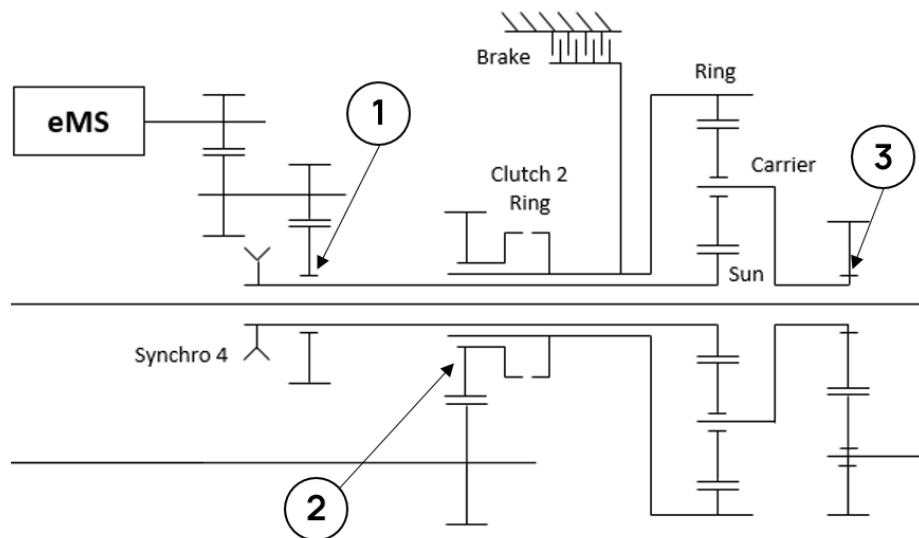 Brake
Ring
eMS
1
Clutch 2
Ring
Carrier
3
Sun
Synchro 4
2